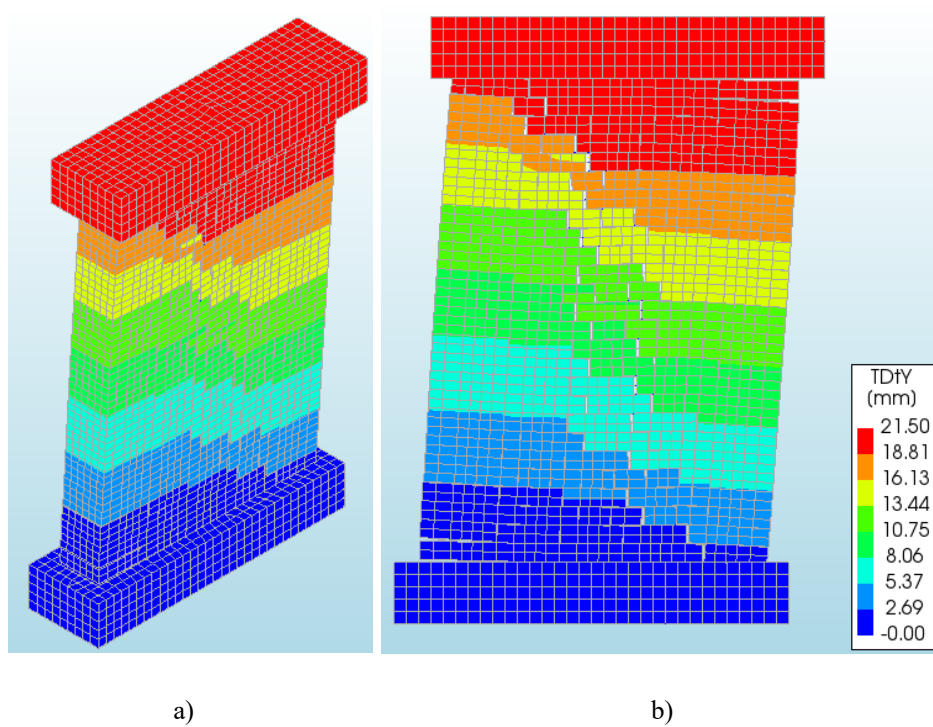 TDtY
(mm)
21.50
18.81
16.13
13.44
10.75
8.06
5.37
2.69
-0.00
a)
b)